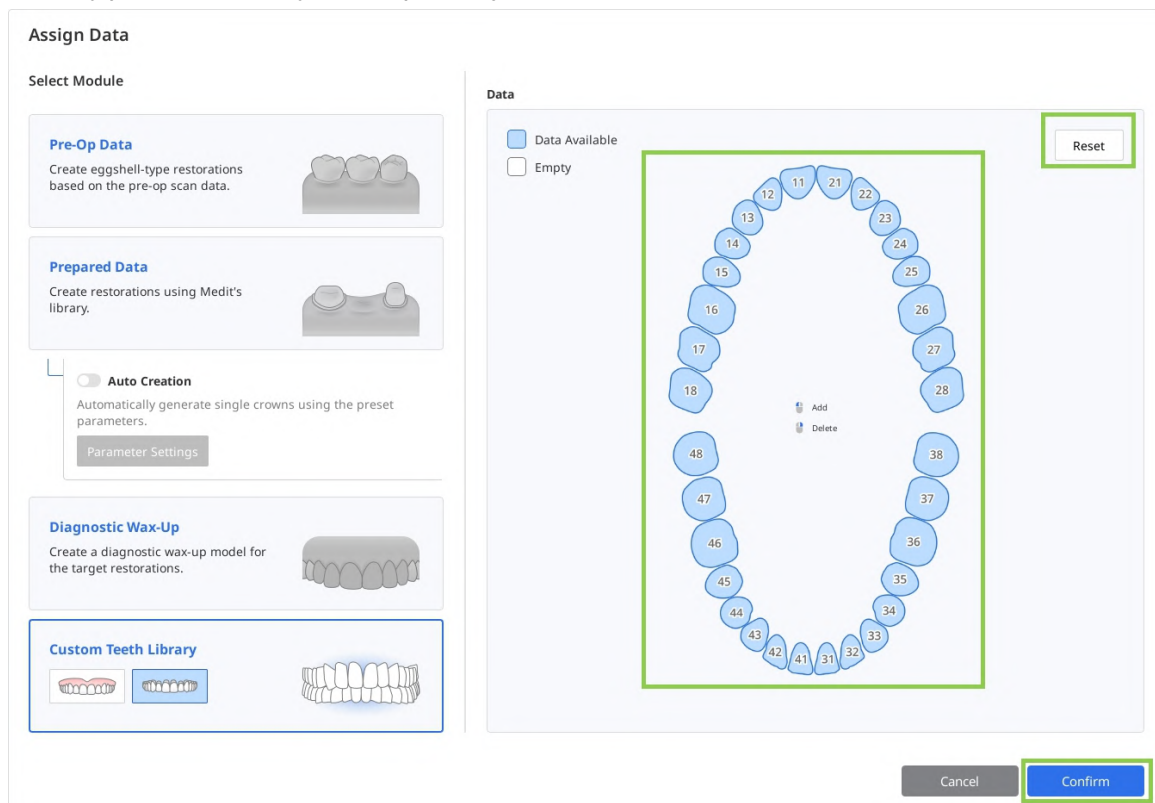 Assign Data
Select Module
Pre-Op Data
Create eggshell-type restorations
based on the pre-op scan data.
Prepared Data
Create restorations using Medit's
library.
Auto Creation
Automatically generate single crowns using the preset
parameters.
Parameter Settings
Diagnostic Wax-Up
Create a diagnostic wax-up model for
the target restorations.
Custom Teeth Library
Data
Data Available
Empty
Reset
11 21
12 22
13 23
14 24
15 25
16 26
17 27
18 28
Add
Delete
48 38
47 37
46 36
45 35
44 34
43 33
42 41 31 32
Cancel
Confirm